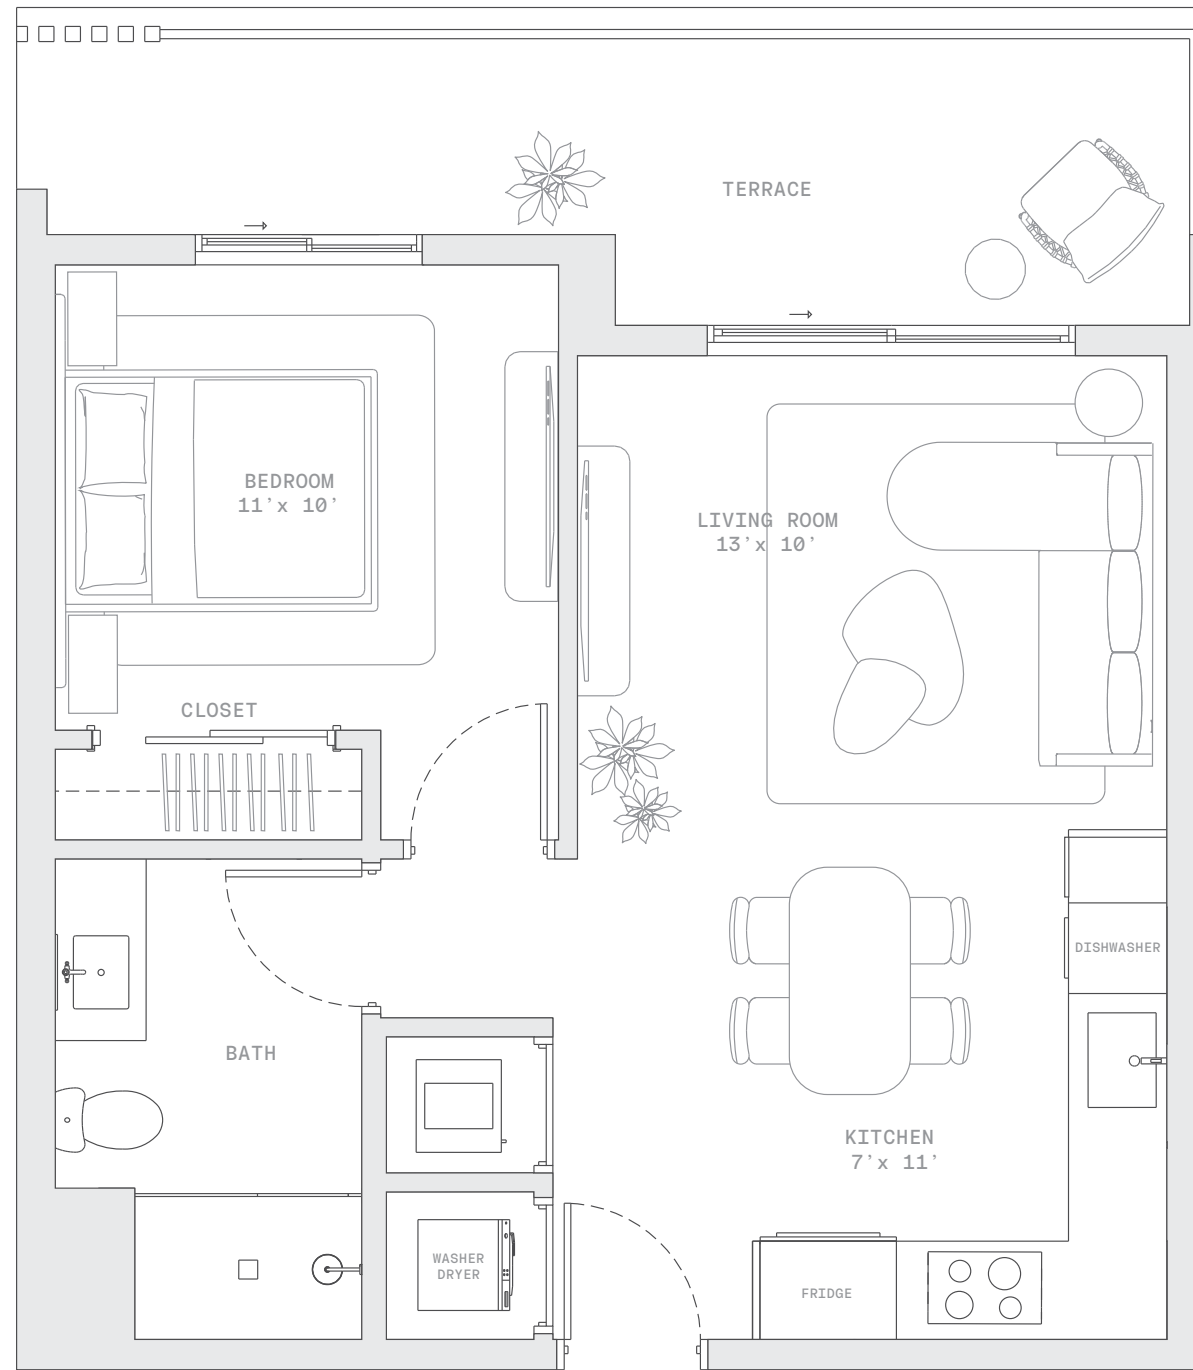 TERRACE
BEDROOM
11'x 10'
LIVING ROOM
13'x 10'
CLOSET
DISHWASHER
BATH
KITCHEN
7'x 11'
WASHER
DRYER
FRIDGE